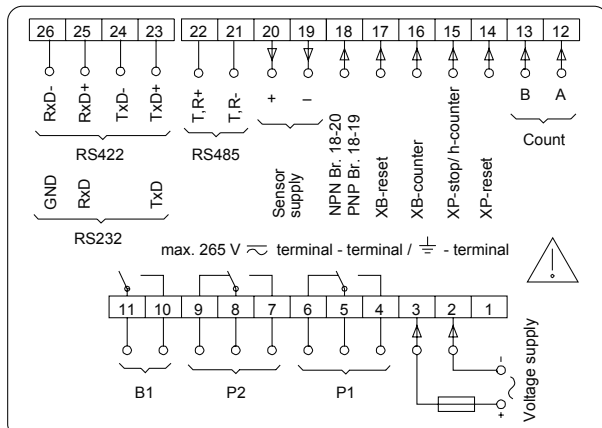 26 25 24 23 22 21 20 19 18 17 16 15 14 13 12
RxD-
RxD+
TxD-
TxD+
T,R+
T,R-
+
–
NPN Br. 18-20
PNP Br. 18-19
XB-reset
XB-counter
XP-stop/ h-counter
XP-reset
B
A
RS422
RS485
Sensor
supply
Count
GND
RxD
TxD
RS232
max. 265 V terminal - terminal / - terminal
!
11 10 9 8 7 6 5 4 3 2 1
B1
P2
P1
-
~
+
Voltage supply